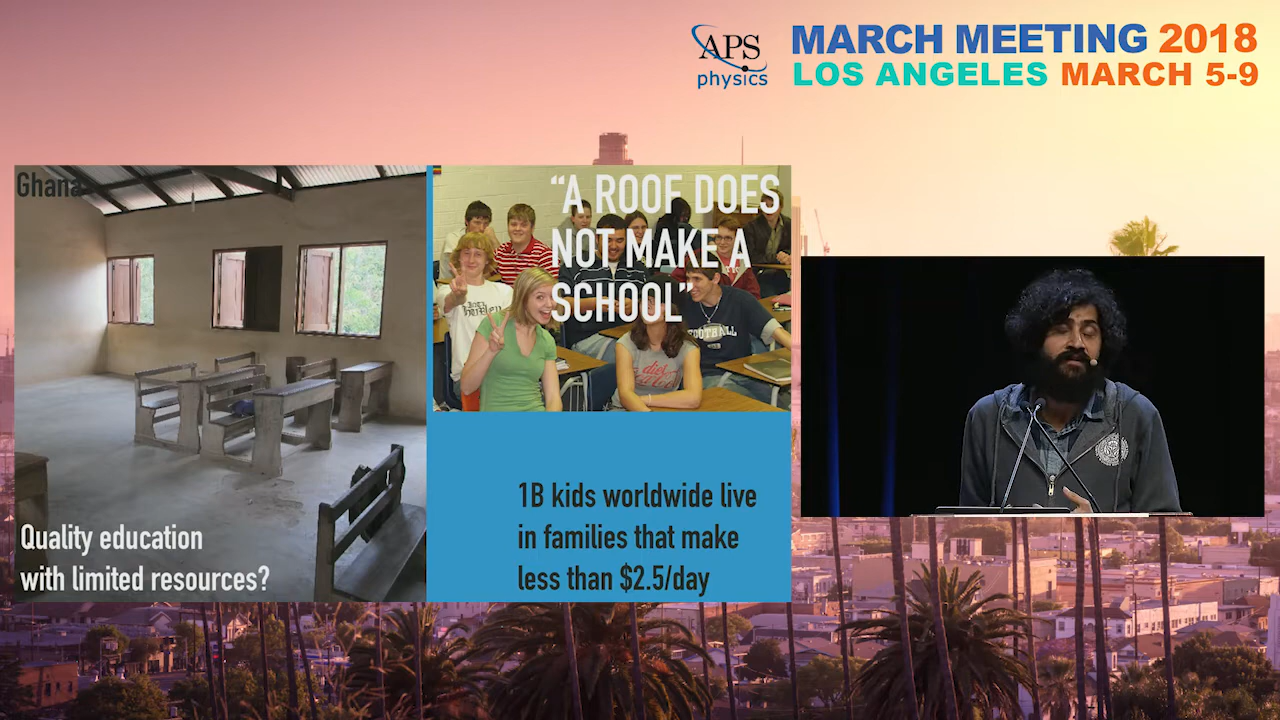 APS
physics
MARCH MEETING 2018
LOS ANGELES MARCH 5-9
Ghana
Quality education
with limited resources?
“A ROOF DOES
NOT MAKE A
SCHOOL”
FOOTBALL
1B kids worldwide live
in families that make
less than $2.5/day